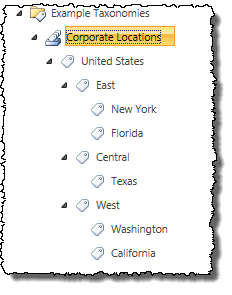 Example Taxonomies
Corporate Locations
United States
East
New York
Florida
Central
Texas
West
Washington
California